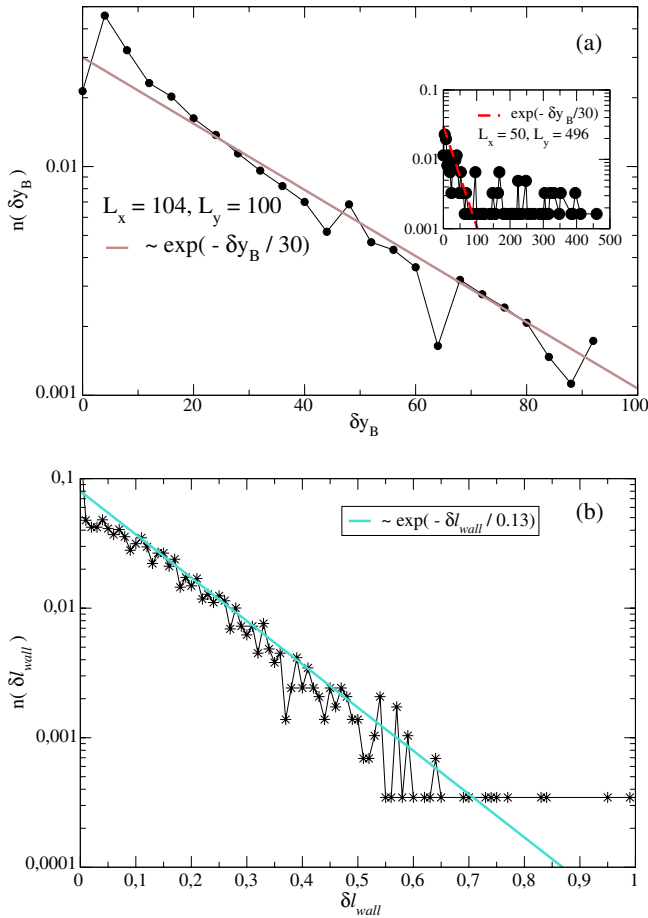 (a)
0.01
0.001
n( δy_B )
L_x = 104, L_y = 100
~ exp( - δy_B / 30)
0 20 40 60 80 100
δy_B
0.1
0.01
0.001
exp(- δy_B/30)
L_x = 50, L_y = 496
0 100 200 300 400 500
(b)
0,1
0,01
0,001
0,0001
n( δl_wall )
~ exp( - δl_wall / 0.13)
0 0,1 0,2 0,3 0,4 0,5 0,6 0,7 0,8 0,9 1
δl_wall